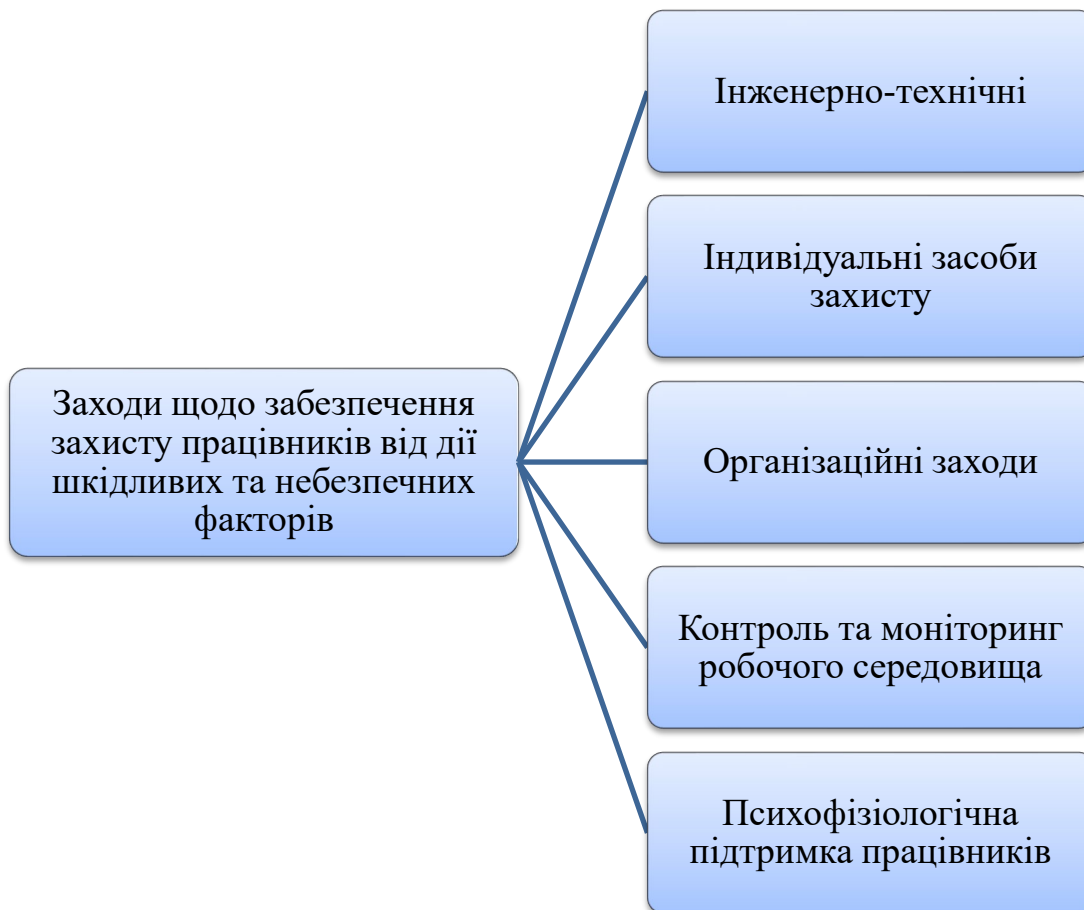 Інженерно-технічні
Індивідуальні засоби
захисту
Заходи щодо забезпечення
захисту працівників від дії
шкідливих та небезпечних
факторів
Організаційні заходи
Контроль та моніторинг
робочого середовища
Психофізіологічна
підтримка працівників